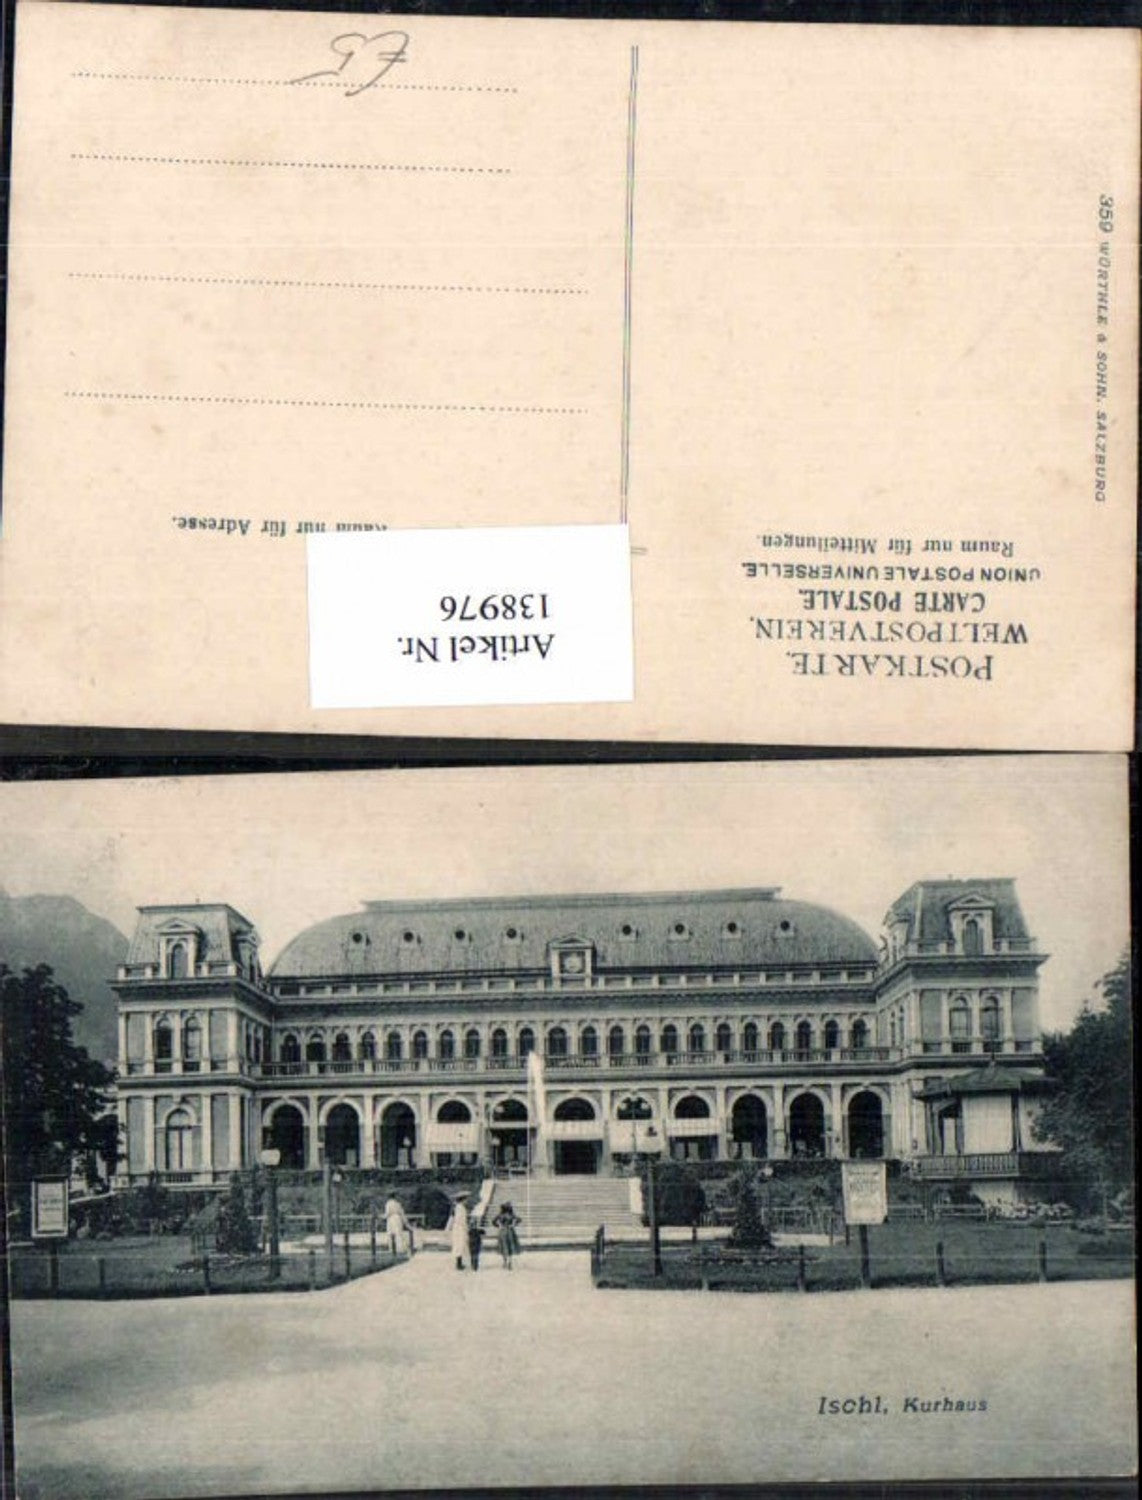 POSTKARTE.
WELTPOSTVEREIN.
CARTE POSTALE.
UNION POSTALE UNIVERSELLE.
Raum nur für Mitteilungen.
Artikel Nr.
138976
Raum nur für Adresse.
359 WÜRTHLE & SOHN, SALZBURG
Ischl, Kurhaus